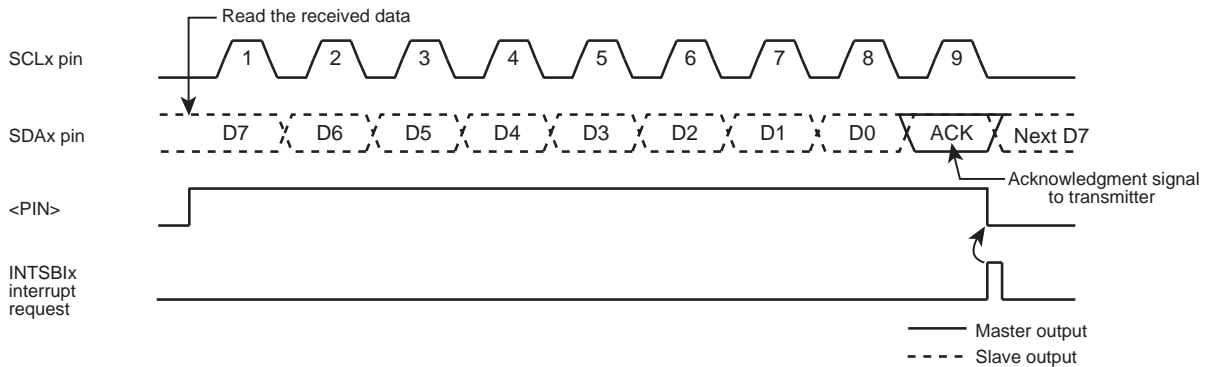 Read the received data
SCLx pin
1 2 3 4 5 6 7 8 9
SDAx pin
D7 D6 D5 D4 D3 D2 D1 D0 ACK Next D7
Acknowledgment signal
to transmitter
<PIN>
INTSBIx
interrupt
request
Master output
Slave output